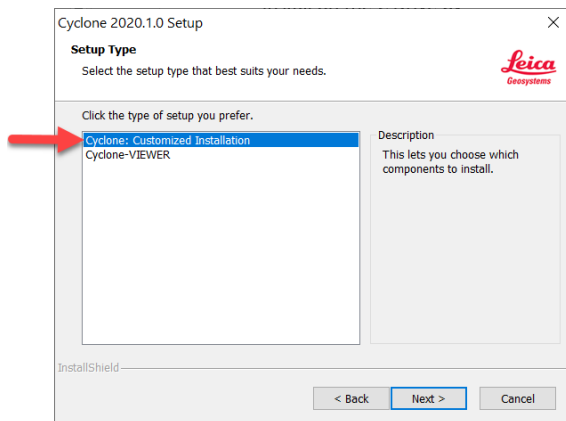 Cyclone 2020.1.0 Setup
Setup Type
Select the setup type that best suits your needs.
Leica
Geosystems
Click the type of setup you prefer.
Cyclone: Customized Installation
Cyclone-VIEWER
Description
This lets you choose which
components to install.
InstallShield
< Back
Next >
Cancel